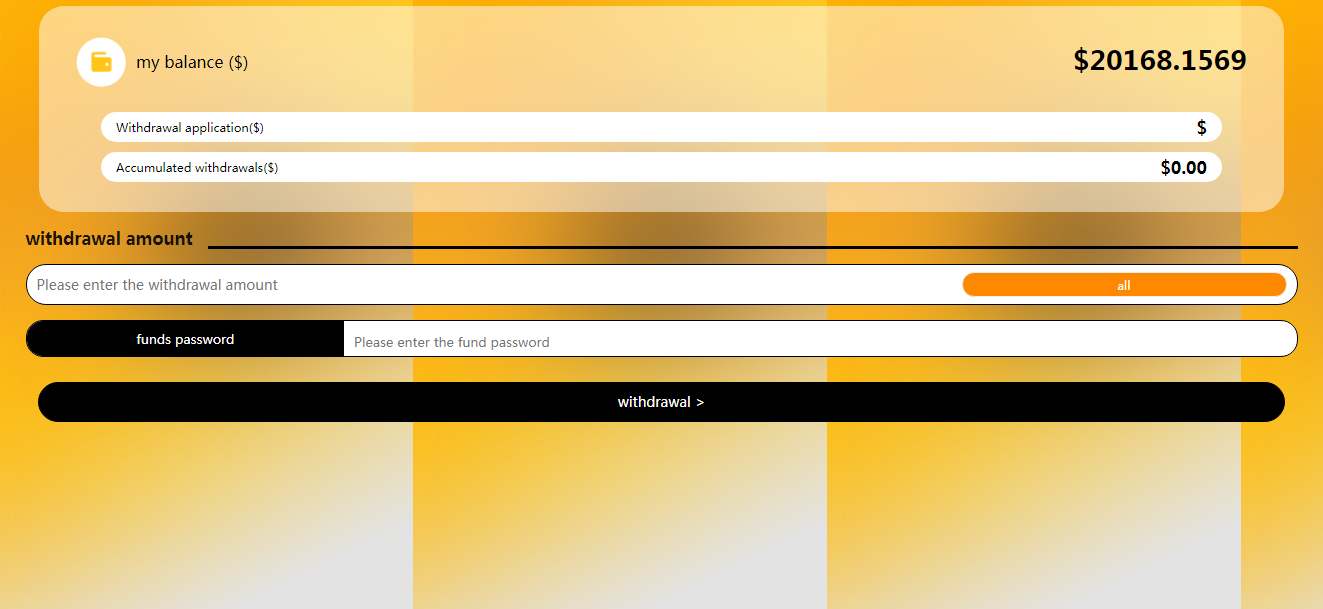 my balance ($)
$20168.1569
Withdrawal application($)
$
Accumulated withdrawals($)
$0.00
withdrawal amount
Please enter the withdrawal amount
all
funds password
Please enter the fund password
withdrawal >